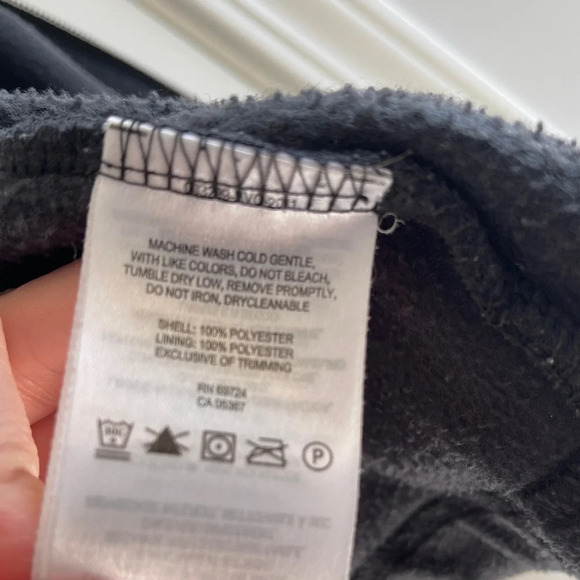 MACHINE WASH COLD GENTLE,
WITH LIKE COLORS, DO NOT BLEACH,
TUMBLE DRY LOW, REMOVE PROMPTLY,
DO NOT IRON, DRYCLEANABLE
SHELL: 100% POLYESTER
LINING: 100% POLYESTER
EXCLUSIVE OF TRIMMING
RN 69724
CA 05367
P